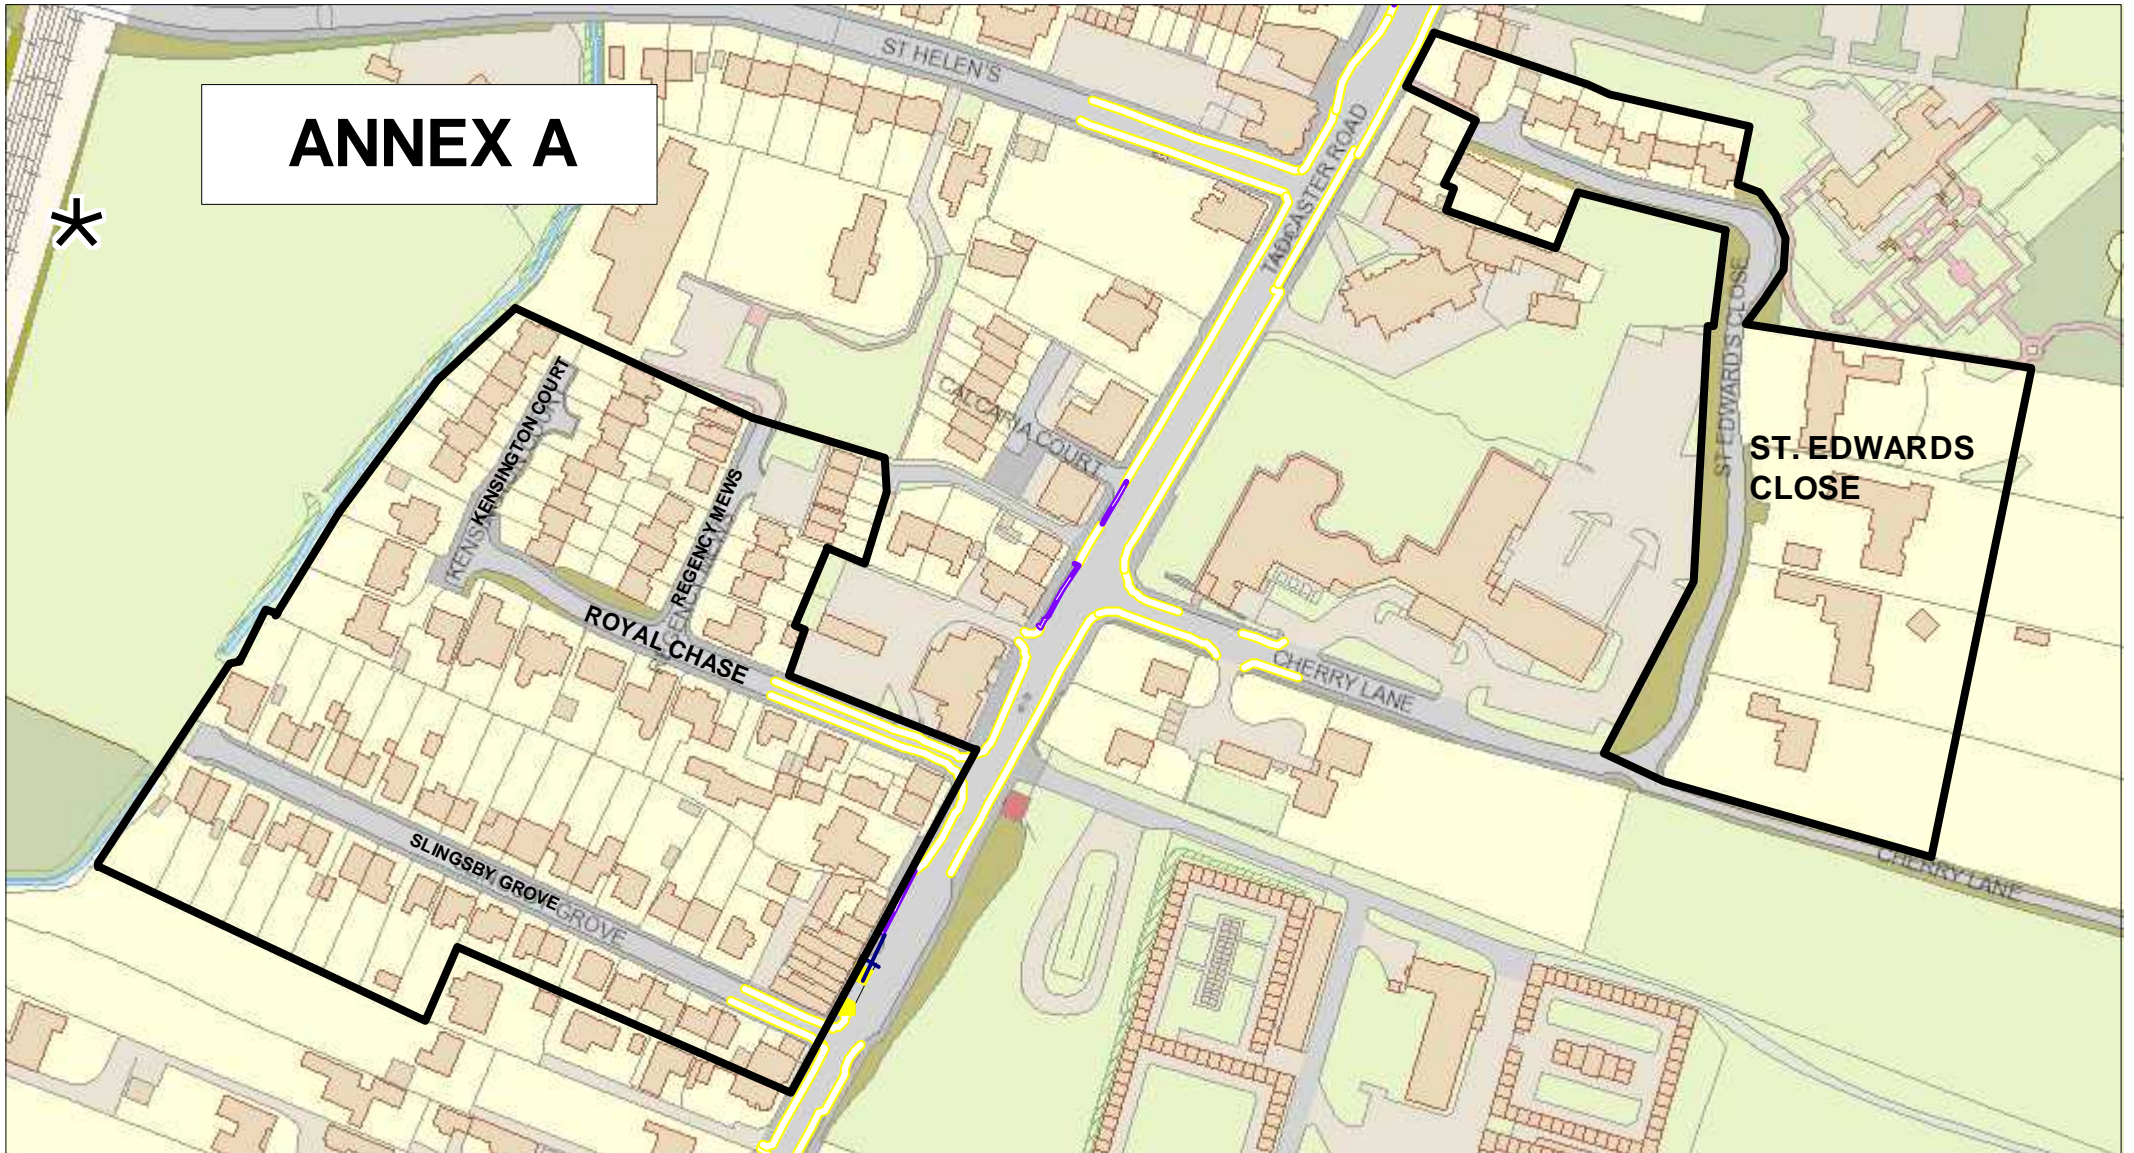 ST HELEN'S
ANNEX A
TADCASTER ROAD
ST EDWARDS CLOSE
KENSINGTON COURT
CALCARIA COURT
ST. EDWARDS
CLOSE
REGENCY MEWS
ROYAL CHASE
CHERRY LANE
SLINGSBY GROVE
GROVE
CHERRY LANE